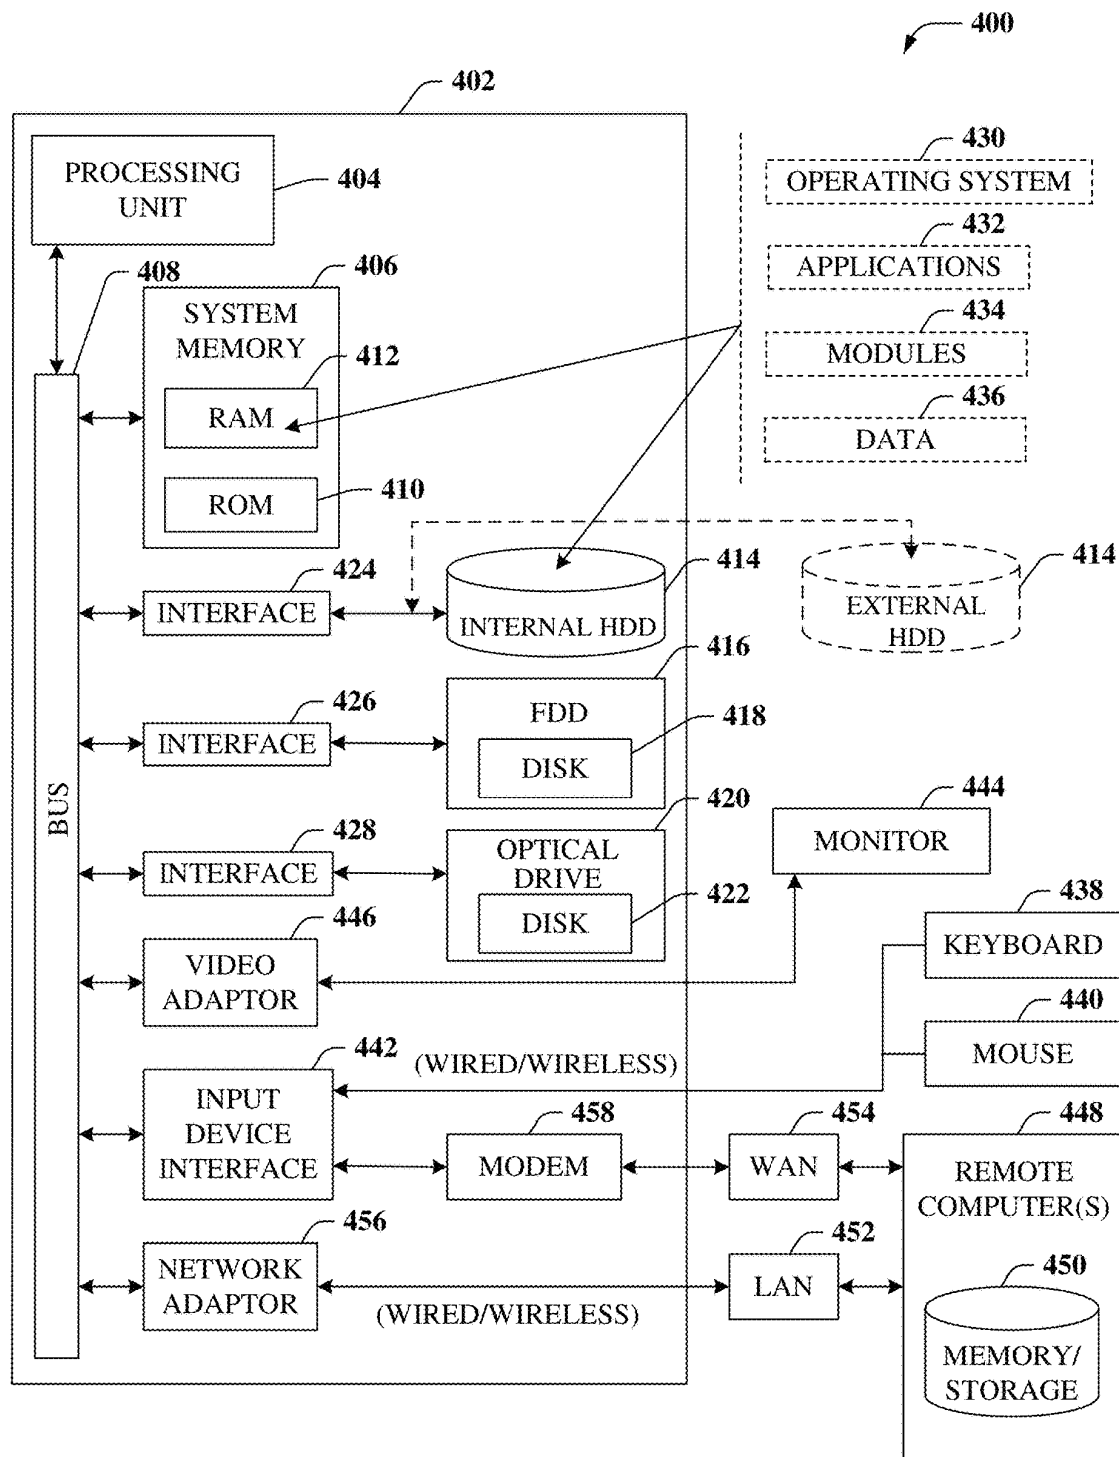 400
402
PROCESSING
UNIT
404
430
OPERATING SYSTEM
432
APPLICATIONS
434
MODULES
436
DATA
408
406
SYSTEM
MEMORY
412
RAM
410
ROM
424
INTERFACE
414
INTERNAL HDD
414
EXTERNAL
HDD
426
INTERFACE
416
FDD
418
DISK
428
INTERFACE
420
OPTICAL
DRIVE
422
DISK
444
MONITOR
BUS
446
VIDEO
ADAPTOR
438
KEYBOARD
440
MOUSE
442
INPUT
DEVICE
INTERFACE
(WIRED/WIRELESS)
458
MODEM
454
WAN
448
REMOTE
COMPUTER(S)
456
NETWORK
ADAPTOR
(WIRED/WIRELESS)
452
LAN
450
MEMORY/
STORAGE